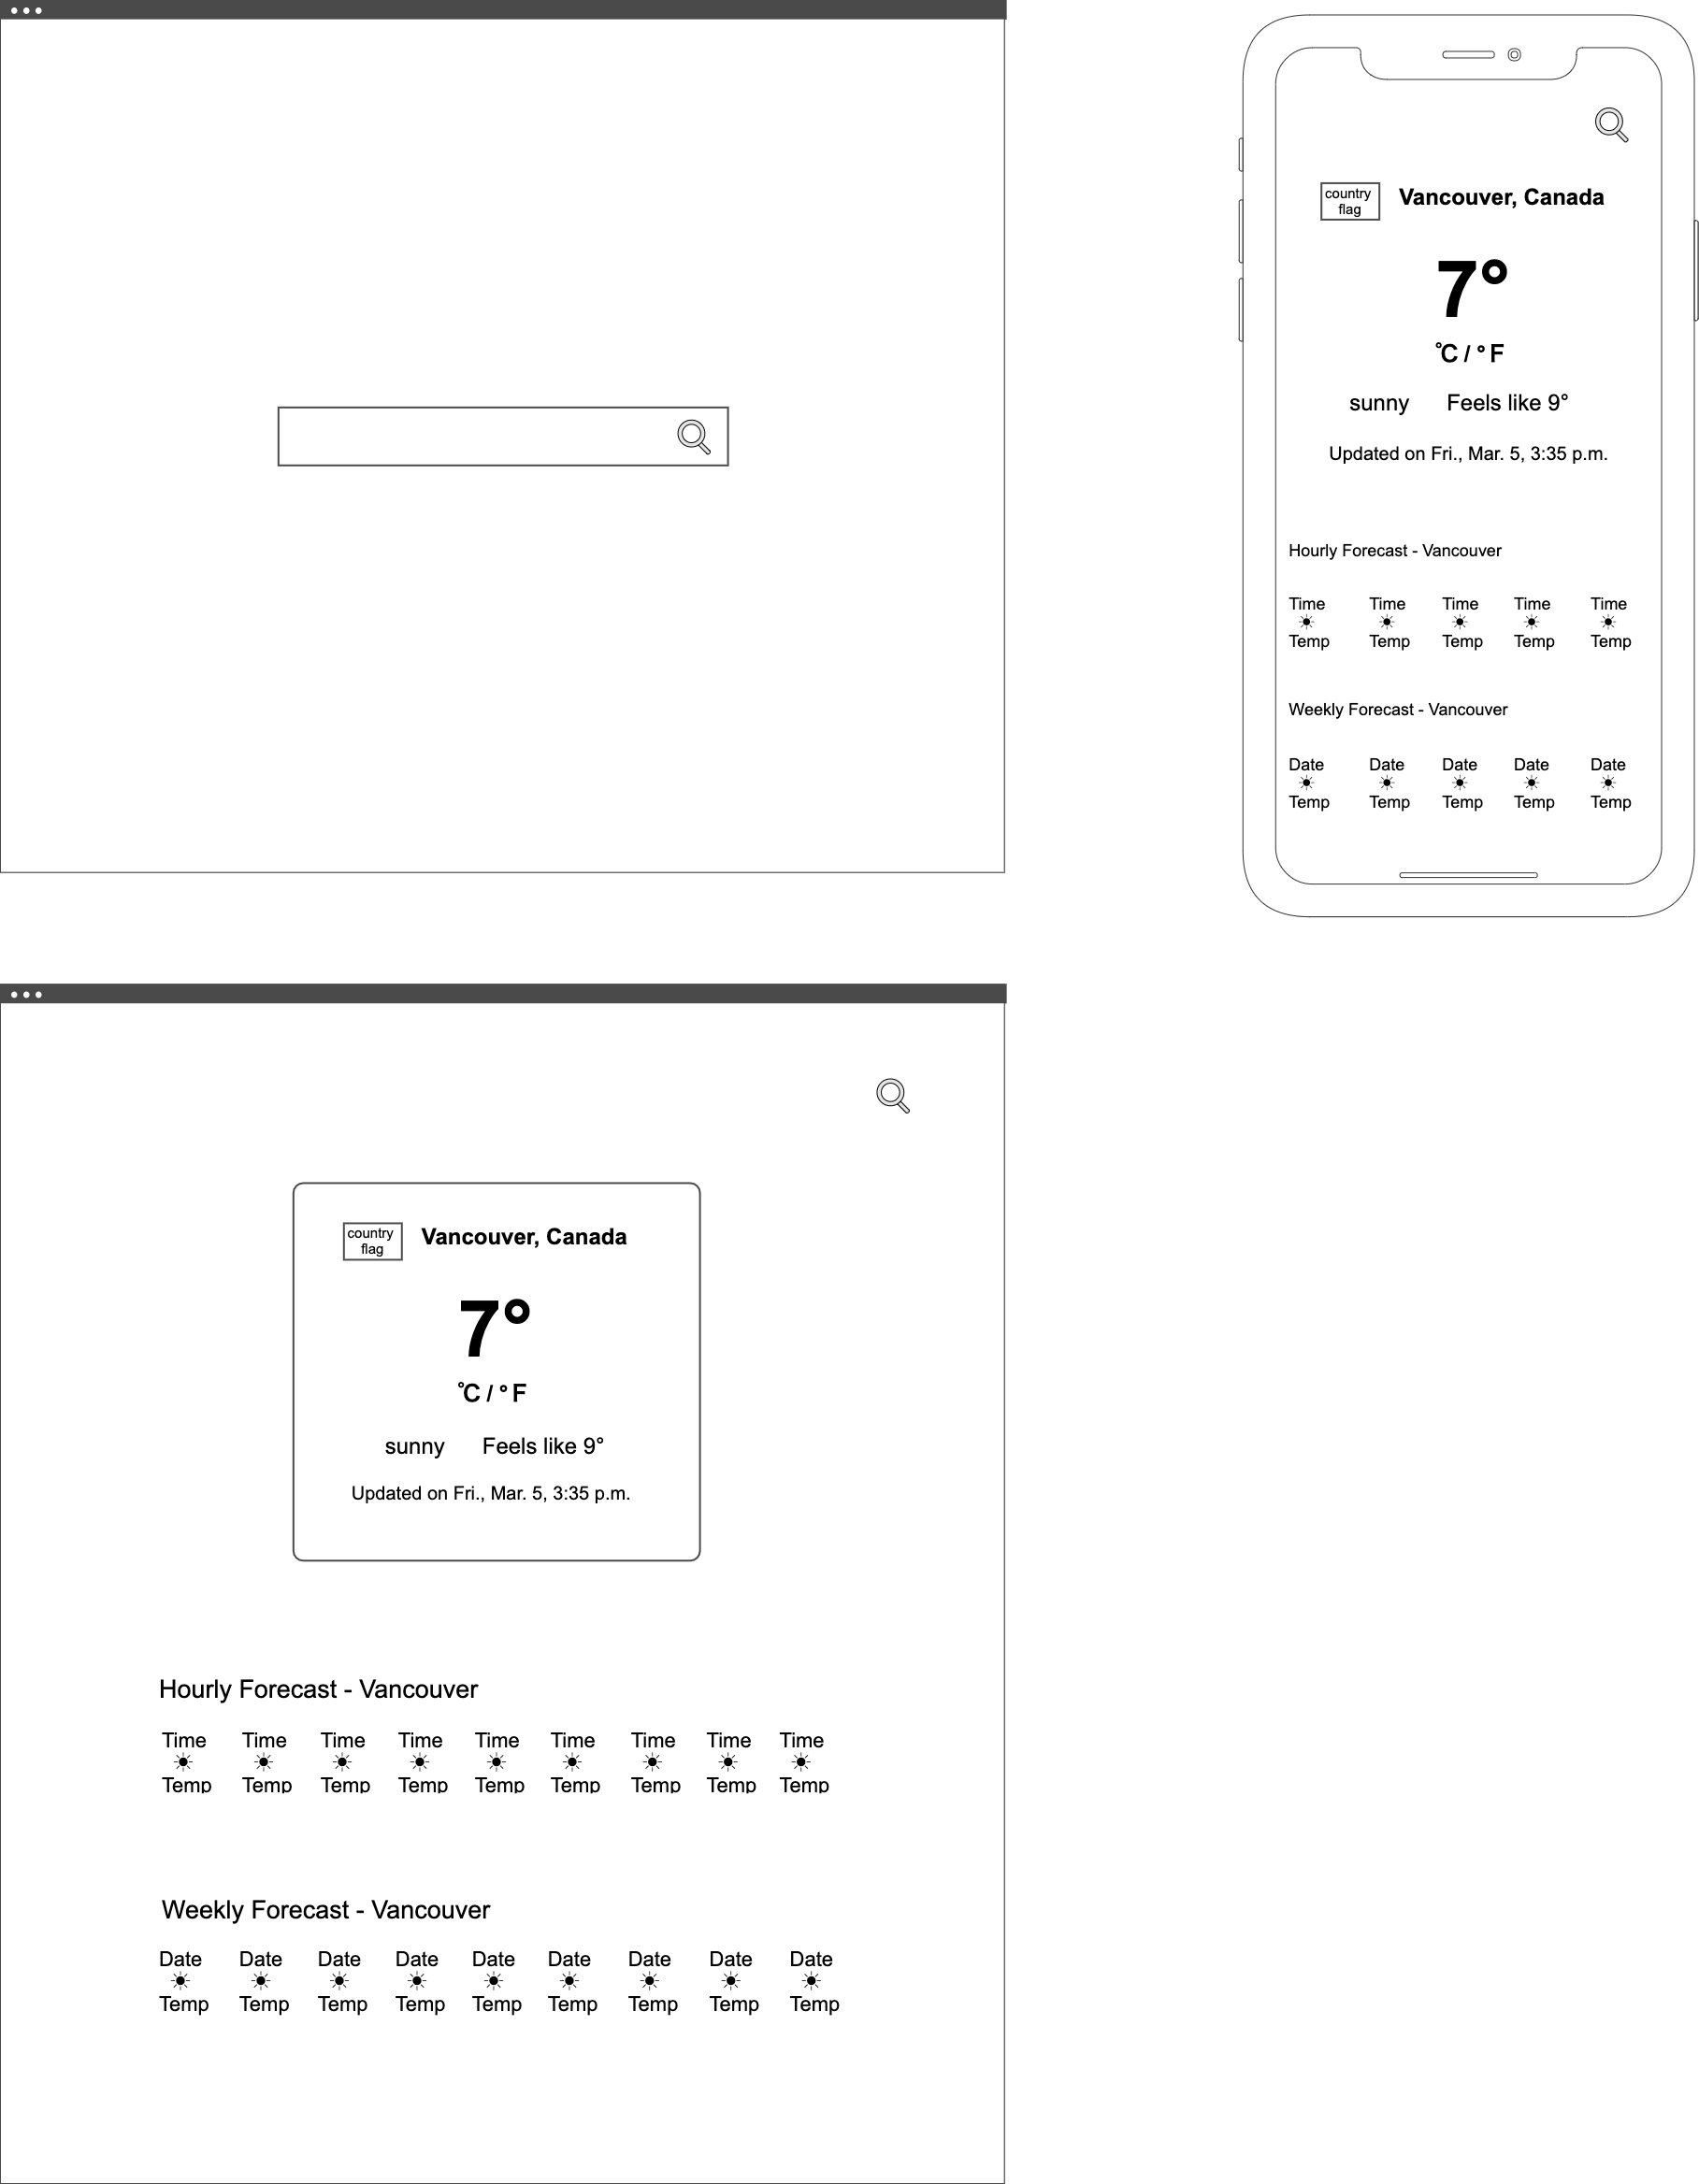 country
flag
Vancouver, Canada
7°
°C / ° F
sunny Feels like 9°
Updated on Fri., Mar. 5, 3:35 p.m.
Hourly Forecast - Vancouver
Time Time Time Time Time
Temp Temp Temp Temp Temp
Weekly Forecast - Vancouver
Date Date Date Date Date
Temp Temp Temp Temp Temp
country
flag
Vancouver, Canada
7°
°C / ° F
sunny Feels like 9°
Updated on Fri., Mar. 5, 3:35 p.m.
Hourly Forecast - Vancouver
Time Time Time Time Time Time Time Time Time
Temp Temp Temp Temp Temp Temp Temp Temp Temp
Weekly Forecast - Vancouver
Date Date Date Date Date Date Date Date Date
Temp Temp Temp Temp Temp Temp Temp Temp Temp